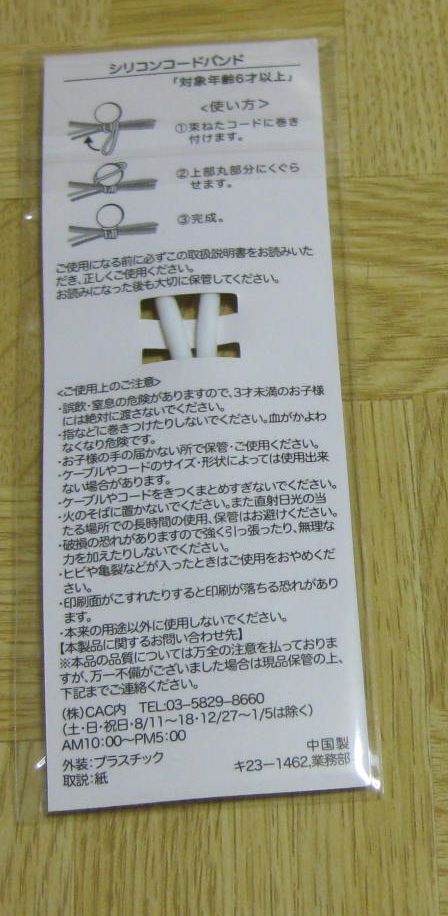 シリコンコードバンド
「対象年齢6才以上」
<使い方>
①束ねたコードに巻き
付けます。
②上部丸部分にくぐら
せます。
③完成。
ご使用になる前に必ずこの取扱説明書をお読みいた
だき、正しくご使用ください。
お読みになった後も大切に保管してください。
<ご使用上のご注意>
・誤飲・窒息の危険がありますので、3才未満のお子様
には絶対に渡さないでください。
・指などに巻きつけたりしないでください。血がかよわ
なくなり危険です。
・お子様の手の届かない所で保管・ご使用ください。
・ケーブルやコードのサイズ・形状によっては使用出来
ない場合があります。
・ケーブルやコードをきつくまとめすぎないでください。
・火のそばに置かないでください。また直射日光の当
たる場所での長時間の使用、保管はお避けください。
・破損の恐れがありますので強く引っ張ったり、無理な
力を加えたりしないでください。
・ヒビや亀裂などが入ったときはご使用をおやめくだ
さい。
・印刷面がこすれたりすると印刷が落ちる恐れがあり
ます。
・本来の用途以外に使用しないでください。
【本製品に関するお問い合わせ先】
※本品の品質については万全の注意を払っておりま
すが、万一不備がございました場合は現品保管の上、
下記までご連絡ください。
(株)CAC内 TEL:03-5829-8660
(土・日・祝日・8/11〜18・12/27〜1/5は除く)
AM10:00〜PM5:00
外装:プラスチック
取説:紙
中国製
キ23-1462,業務部